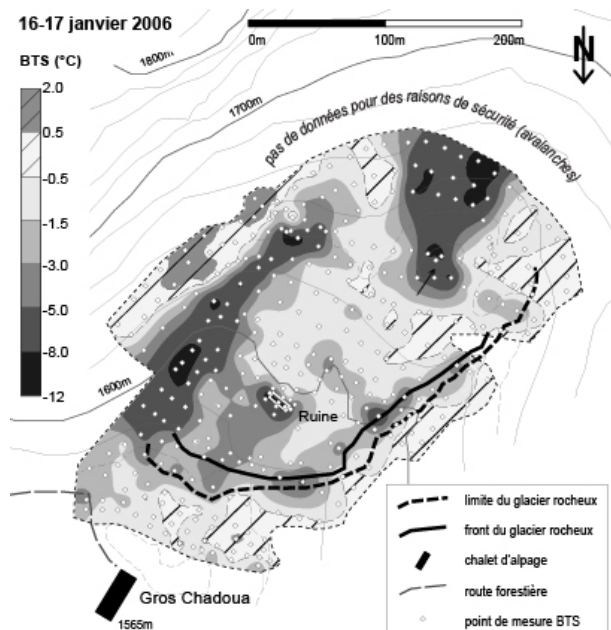 16-17 janvier 2006
0m 100m 200m
N
BTS (°C)
2.0
0.5
-0.5
-1.5
-3.0
-5.0
-8.0
-12
1800m
1700m
pas de données pour des raisons de sécurité (avalanches)
1600m
Ruine
Gros Chadoua
1565m
limite du glacier rocheux
front du glacier rocheux
chalet d'alpage
route forestière
point de mesure BTS